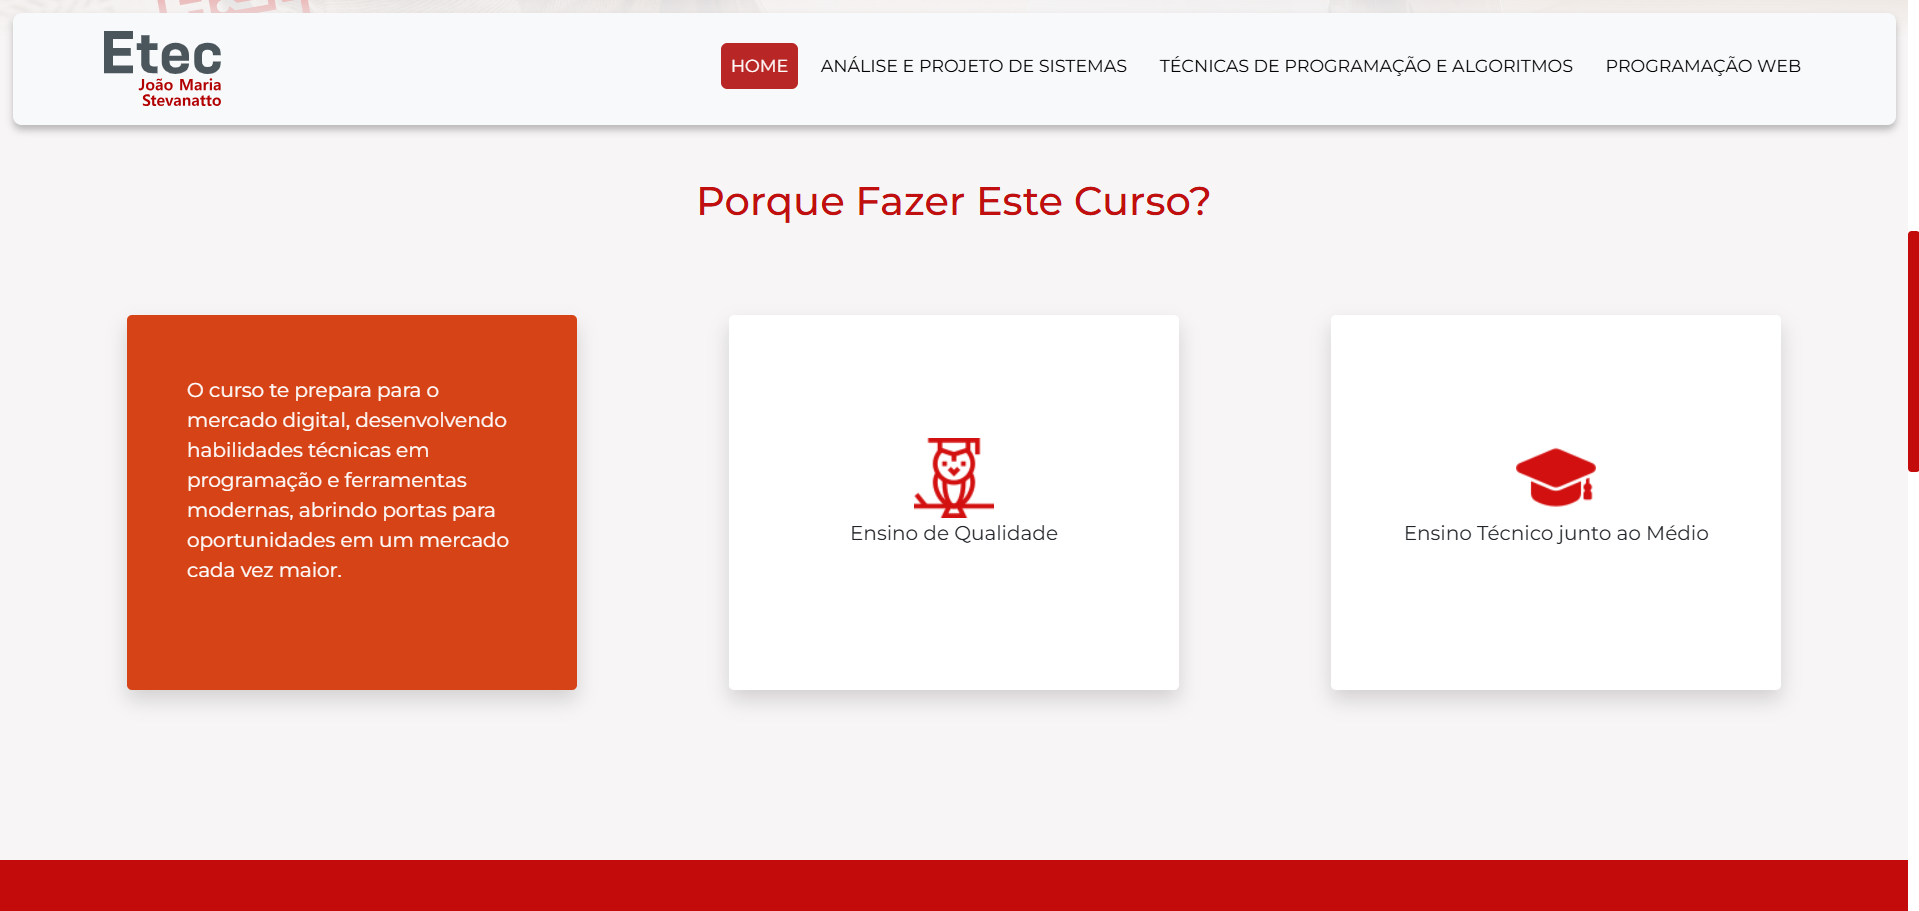 Etec
João Maria
Stevanatto
HOME
ANÁLISE E PROJETO DE SISTEMAS
TÉCNICAS DE PROGRAMAÇÃO E ALGORITMOS
PROGRAMAÇÃO WEB
Porque Fazer Este Curso?
O curso te prepara para o
mercado digital, desenvolvendo
habilidades técnicas em
programação e ferramentas
modernas, abrindo portas para
oportunidades em um mercado
cada vez maior.
Ensino de Qualidade
Ensino Técnico junto ao Médio